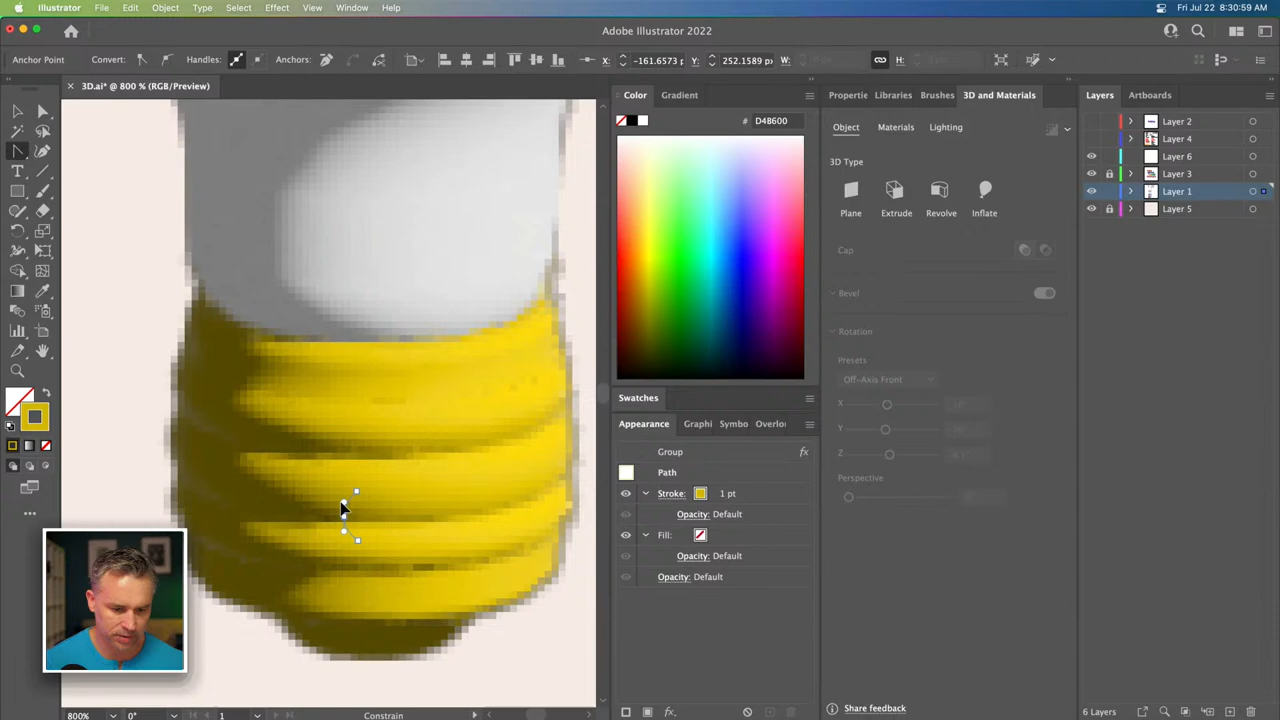 Illustrator File Edit Object Type Select Effect View Window Help Fri Jul 22 8:30:59 AM
Adobe Illustrator 2022
Anchor Point Convert: Handles: Anchors: X: -161.6573 p Y: 252.1589 px W: H:
× 3D.ai* @ 800 % (RGB/Preview)
Color Gradient
# D4B600
Swatches
Appearance Graphi Symbo Overlo
Group fx
Path
Stroke: 1 pt
Opacity: Default
Fill:
Opacity: Default
Opacity: Default
fx
Propertie Libraries Brushes 3D and Materials
Object Materials Lighting
3D Type
Plane Extrude Revolve Inflate
Cap
Bevel
Rotation
Presets
Off-Axis Front
X
Y
Z
Perspective
Share feedback
Layers Artboards
Layer 2
Layer 4
Layer 6
Layer 3
Layer 1
Layer 5
6 Layers
800% 0° 1 Constrain